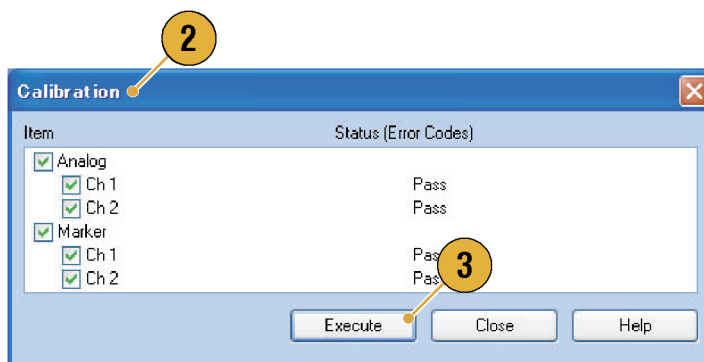 2
Calibration
Item Status (Error Codes)
Analog
Ch 1 Pass
Ch 2 Pass
Marker
Ch 1
Ch 2
3
Execute Close Help